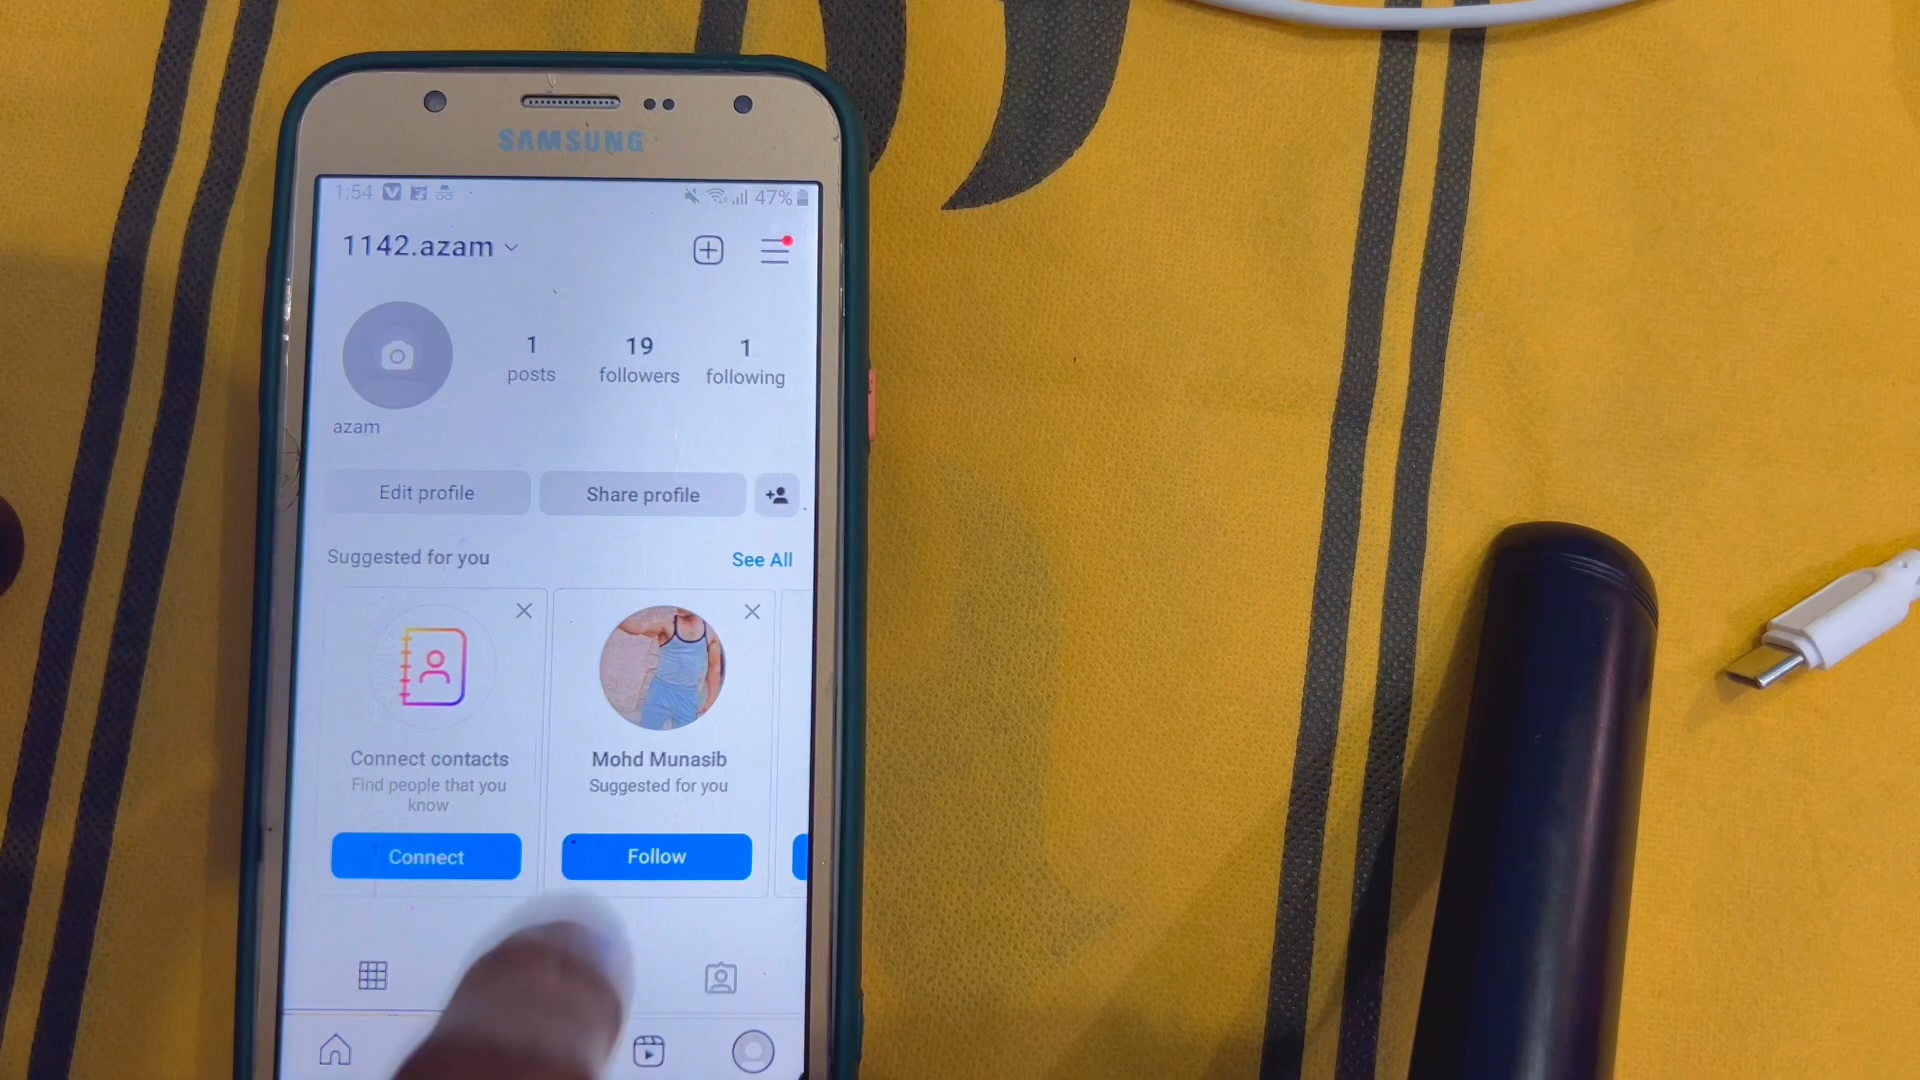 SAMSUNG
1:54
47%
1142.azam
1
posts
19
followers
1
following
azam
Edit profile
Share profile
Suggested for you
See All
Connect contacts
Find people that you
know
Connect
Mohd Munasib
Suggested for you
Follow